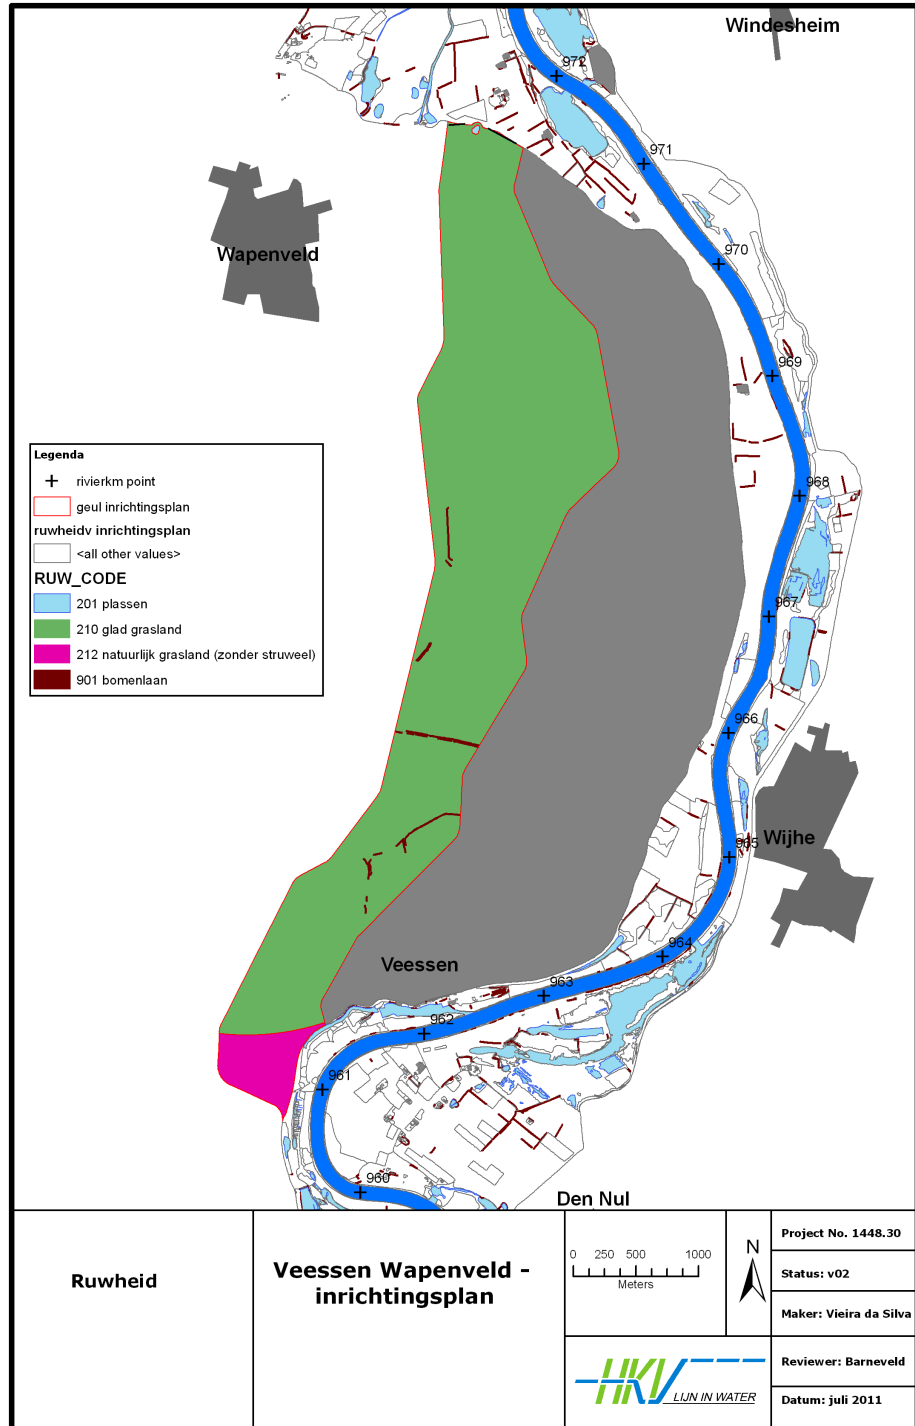 Windesheim
972
971
Wapenveld
970
969
Legenda
rivierkm point
968
geul inrichtingsplan
ruwheidv inrichtingsplan
<all other values>
RUW_CODE
201 plassen
967
210 glad grasland
212 natuurlijk grasland (zonder struweel)
901 bomenlaan
966
Wijhe
965
964
Veessen
963
962
961
960
Den Nul
Ruwheid
Veessen Wapenveld -
inrichtingsplan
0 250 500 1000
Meters
N
Project No. 1448.30
Status: v02
Maker: Vieira da Silva
HKV
LIJN IN WATER
Reviewer: Barneveld
Datum: juli 2011